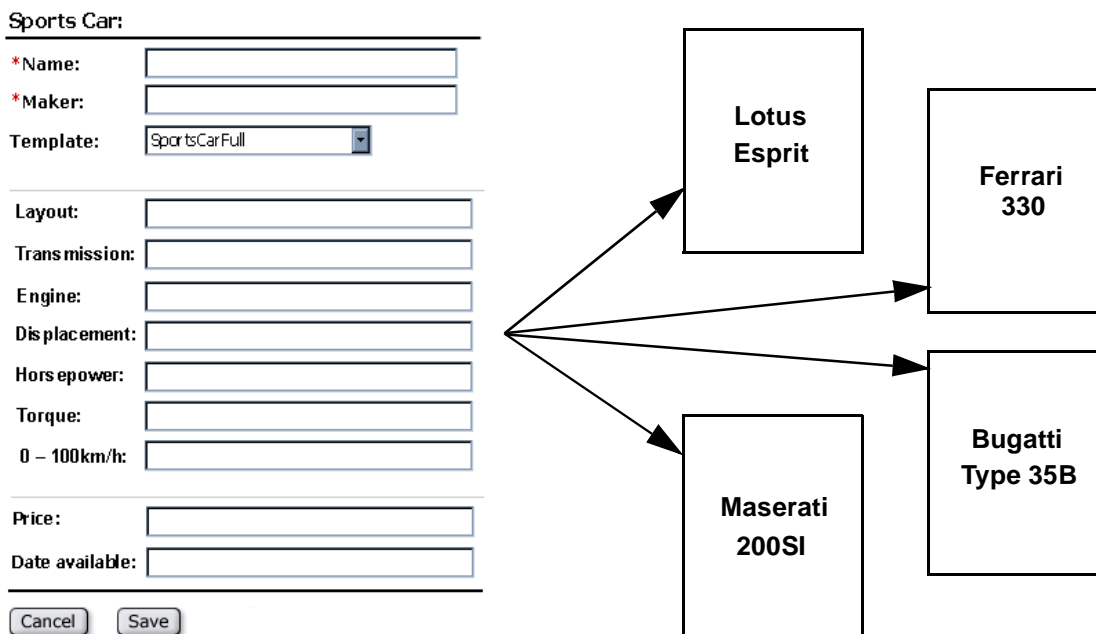 Sports Car:
*Name:
*Maker:
Template: SportsCarFull
Layout:
Transmission:
Engine:
Displacement:
Horsepower:
Torque:
0 – 100km/h:
Price:
Date available:
Cancel Save
Lotus
Esprit
Ferrari
330
Maserati
200SI
Bugatti
Type 35B